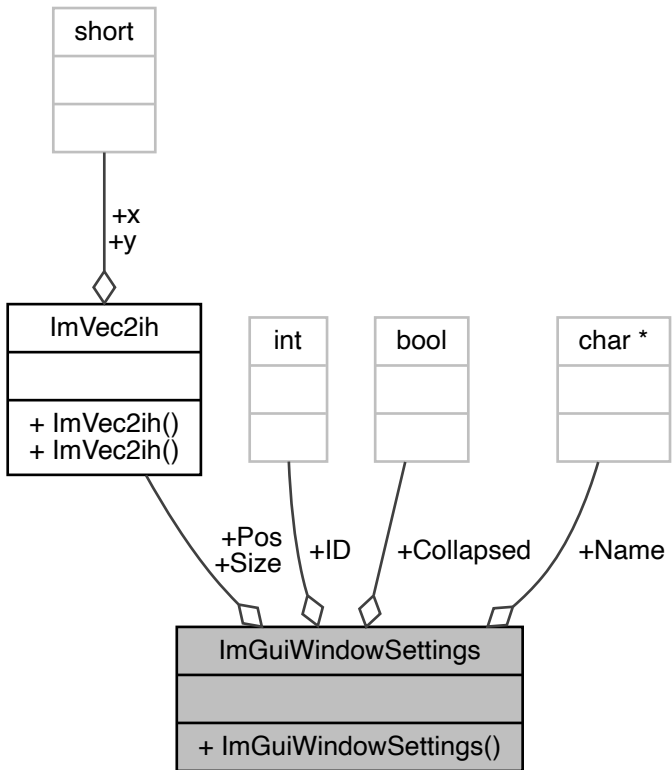 short
+x
+y
ImVec2ih
+ ImVec2ih()
+ ImVec2ih()
int
bool
char *
+Pos
+Size
+ID
+Collapsed
+Name
ImGuiWindowSettings
+ ImGuiWindowSettings()